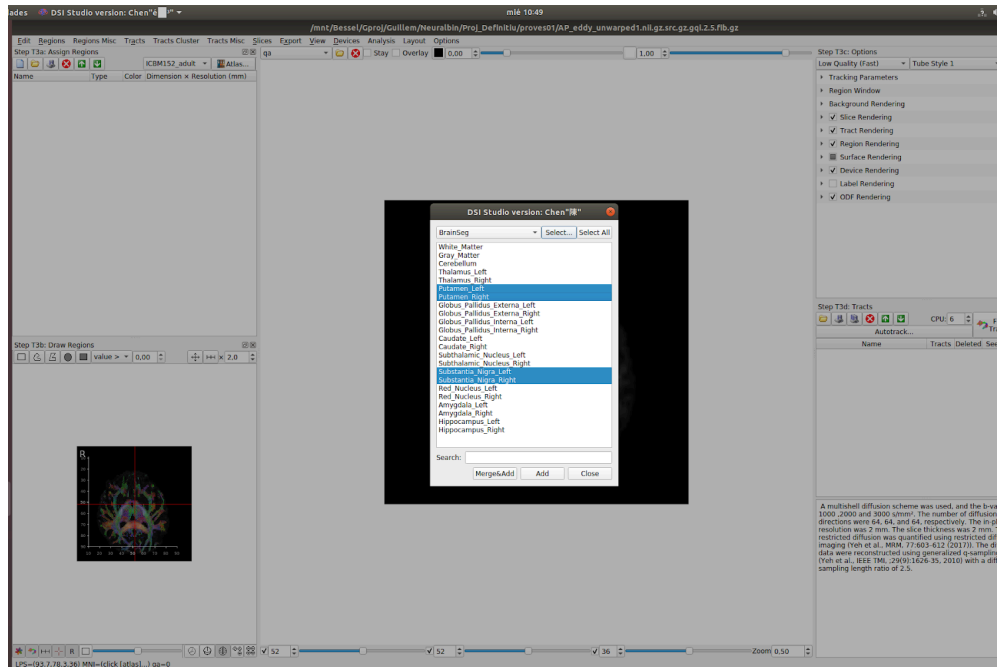 ades DSI Studio version: Chen"è mié 10:49
/mnt/Bessel/Gproj/Guillem/Neuralbin/Proj_Definitiu/proves01/AP_eddy_unwarped1.nii.gz.src.gz.gqi.2.5.fib.gz
Edit Regions Regions Misc Tracts Tracts Cluster Tracts Misc Slices Export View Devices Analysis Layout Options
Step T3a: Assign Regions
qa Stay Overlay 0,00 1,00
Step T3c: Options
ICBM152_adult Atlas...
Low Quality (Fast) Tube Style 1
Name Type Color Dimension × Resolution (mm)
Tracking Parameters
Region Window
Background Rendering
Slice Rendering
Tract Rendering
Region Rendering
Surface Rendering
Device Rendering
Label Rendering
ODF Rendering
DSI Studio version: Chen"陳"
BrainSeg Select... Select All
White_Matter
Gray_Matter
Cerebellum
Thalamus_Left
Thalamus_Right
Putamen_Left
Putamen_Right
Globus_Pallidus_Externa_Left
Globus_Pallidus_Externa_Right
Globus_Pallidus_Interna_Left
Globus_Pallidus_Interna_Right
Caudate_Left
Caudate_Right
Subthalamic_Nucleus_Left
Subthalamic_Nucleus_Right
Substantia_Nigra_Left
Substantia_Nigra_Right
Red_Nucleus_Left
Red_Nucleus_Right
Amygdala_Left
Amygdala_Right
Hippocampus_Left
Hippocampus_Right
Search:
Merge&Add Add Close
Step T3d: Tracts
CPU: 6 F
Tra
Autotrack...
Name Tracts Deleted See
Step T3b: Draw Regions
value > 0,00 x 2,0
R
A multishell diffusion scheme was used, and the b-va
1000 ,2000 and 3000 s/mm². The number of diffusion
directions were 64, 64, and 64, respectively. The in-pl
resolution was 2 mm. The slice thickness was 2 mm. T
restricted diffusion was quantified using restricted dif
imaging (Yeh et al., MRM, 77:603-612 (2017)). The di
data were reconstructed using generalized q-sampling
(Yeh et al., IEEE TMI, ;29(9):1626-35, 2010) with a diff
sampling length ratio of 2.5.
R 52 52 36 Zoom 0,50
LPS=(93.7,78,3.36) MNI=(click [atlas]...) qa=0